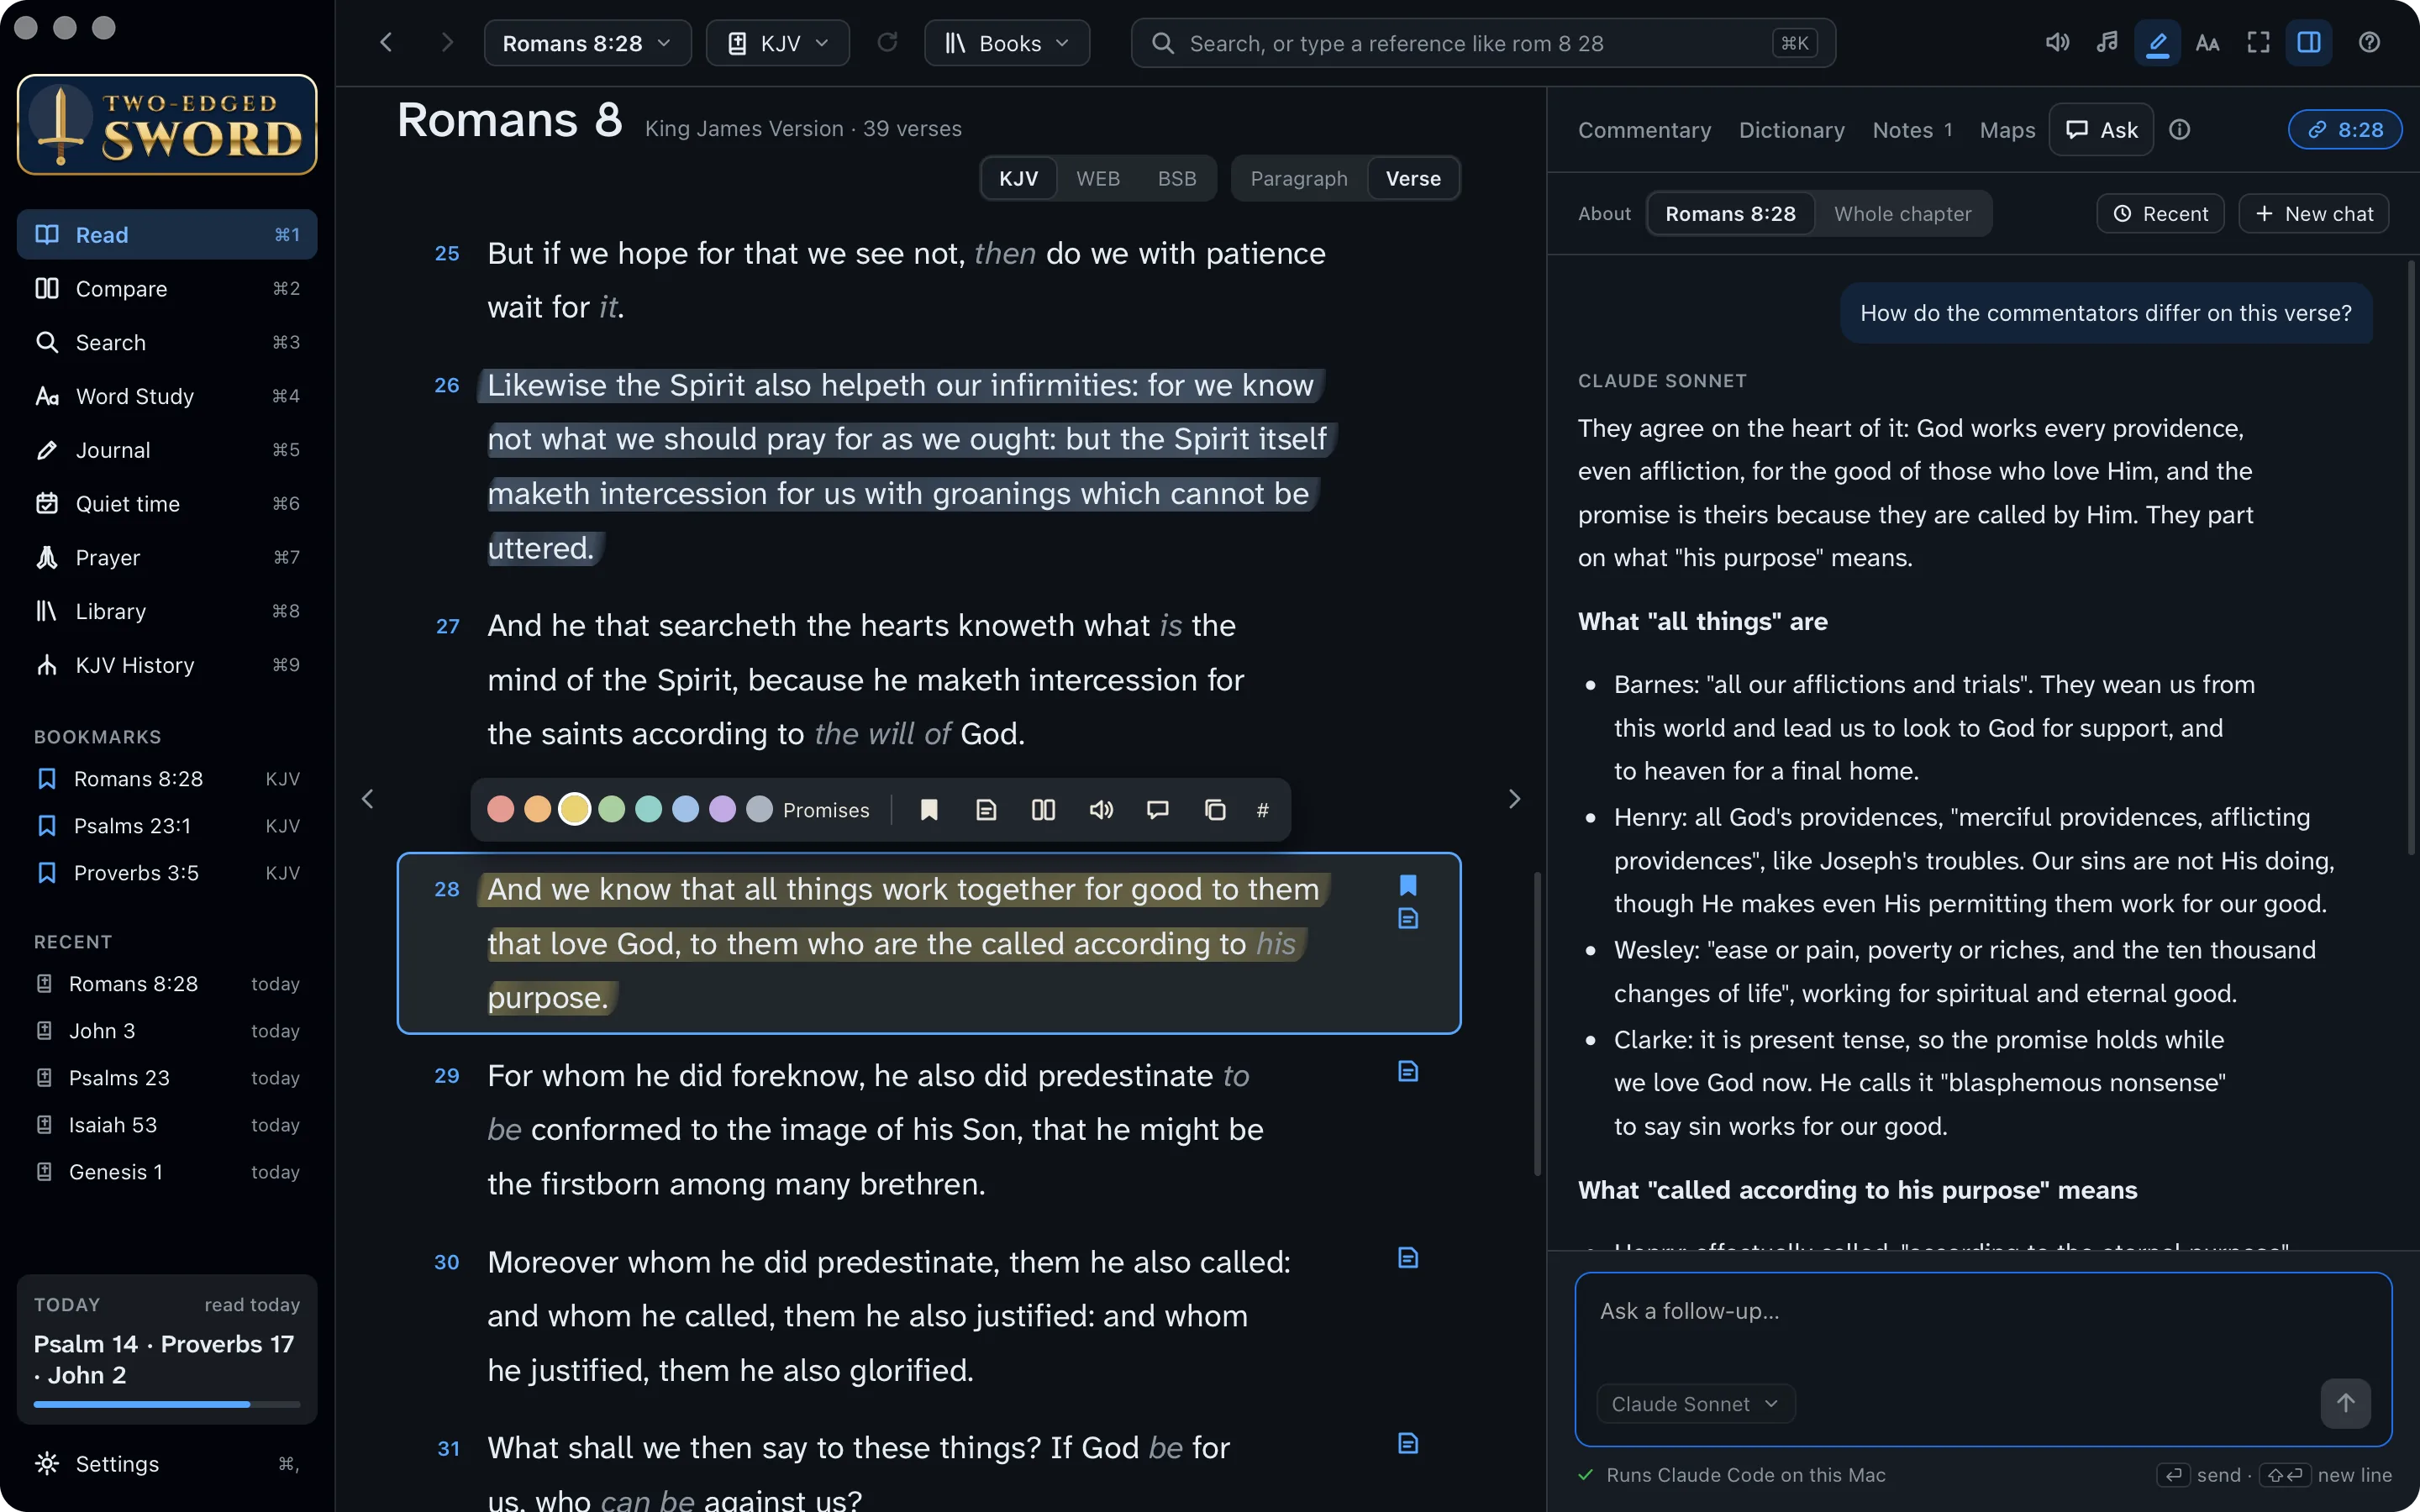 TWO-EDGED
SWORD
Read ⌘1
Compare ⌘2
Search ⌘3
Word Study ⌘4
Journal ⌘5
Quiet time ⌘6
Prayer ⌘7
Library ⌘8
KJV History ⌘9
BOOKMARKS
Romans 8:28 KJV
Psalms 23:1 KJV
Proverbs 3:5 KJV
RECENT
Romans 8:28 today
John 3 today
Psalms 23 today
Isaiah 53 today
Genesis 1 today
TODAY read today
Psalm 14 · Proverbs 17
· John 2
Settings ⌘,
Romans 8:28 KJV Books Search, or type a reference like rom 8 28 ⌘K
Romans 8 King James Version · 39 verses
KJV WEB BSB Paragraph Verse
25 But if we hope for that we see not, then do we with patience
wait for it.
26 Likewise the Spirit also helpeth our infirmities: for we know
not what we should pray for as we ought: but the Spirit itself
maketh intercession for us with groanings which cannot be
uttered.
27 And he that searcheth the hearts knoweth what is the
mind of the Spirit, because he maketh intercession for
the saints according to the will of God.
Promises #
28 And we know that all things work together for good to them
that love God, to them who are the called according to his
purpose.
29 For whom he did foreknow, he also did predestinate to
be conformed to the image of his Son, that he might be
the firstborn among many brethren.
30 Moreover whom he did predestinate, them he also called:
and whom he called, them he also justified: and whom
he justified, them he also glorified.
31 What shall we then say to these things? If God be for
us, who can be against us?
Commentary Dictionary Notes 1 Maps Ask 8:28
About Romans 8:28 Whole chapter Recent + New chat
How do the commentators differ on this verse?
CLAUDE SONNET
They agree on the heart of it: God works every providence,
even affliction, for the good of those who love Him, and the
promise is theirs because they are called by Him. They part
on what "his purpose" means.
What "all things" are
• Barnes: "all our afflictions and trials". They wean us from
this world and lead us to look to God for support, and
to heaven for a final home.
• Henry: all God's providences, "merciful providences, afflicting
providences", like Joseph's troubles. Our sins are not His doing,
though He makes even His permitting them work for our good.
• Wesley: "ease or pain, poverty or riches, and the ten thousand
changes of life", working for spiritual and eternal good.
• Clarke: it is present tense, so the promise holds while
we love God now. He calls it "blasphemous nonsense"
to say sin works for our good.
What "called according to his purpose" means
• Henry: effectually called, "according to the eternal purpose"
Ask a follow-up...
Claude Sonnet
Runs Claude Code on this Mac send · new line